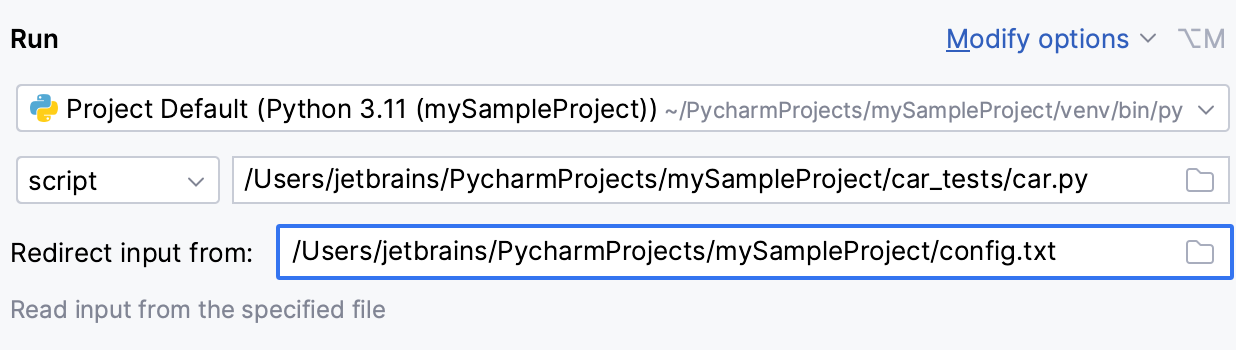 Run Modify options ⌥M
Project Default (Python 3.11 (mySampleProject)) ~/PycharmProjects/mySampleProject/venv/bin/py
script /Users/jetbrains/PycharmProjects/mySampleProject/car_tests/car.py
Redirect input from: /Users/jetbrains/PycharmProjects/mySampleProject/config.txt
Read input from the specified file